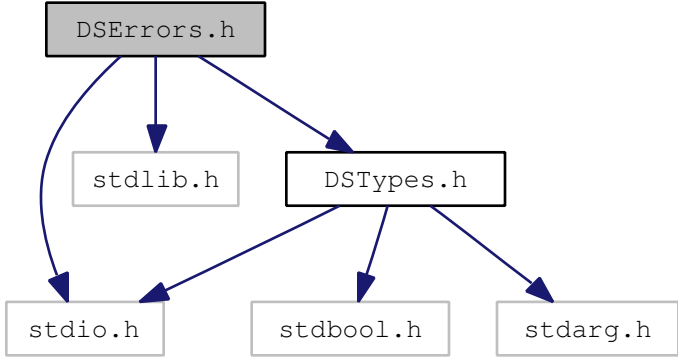 DSErrors.h
stdlib.h
DSTypes.h
stdio.h
stdbool.h
stdarg.h